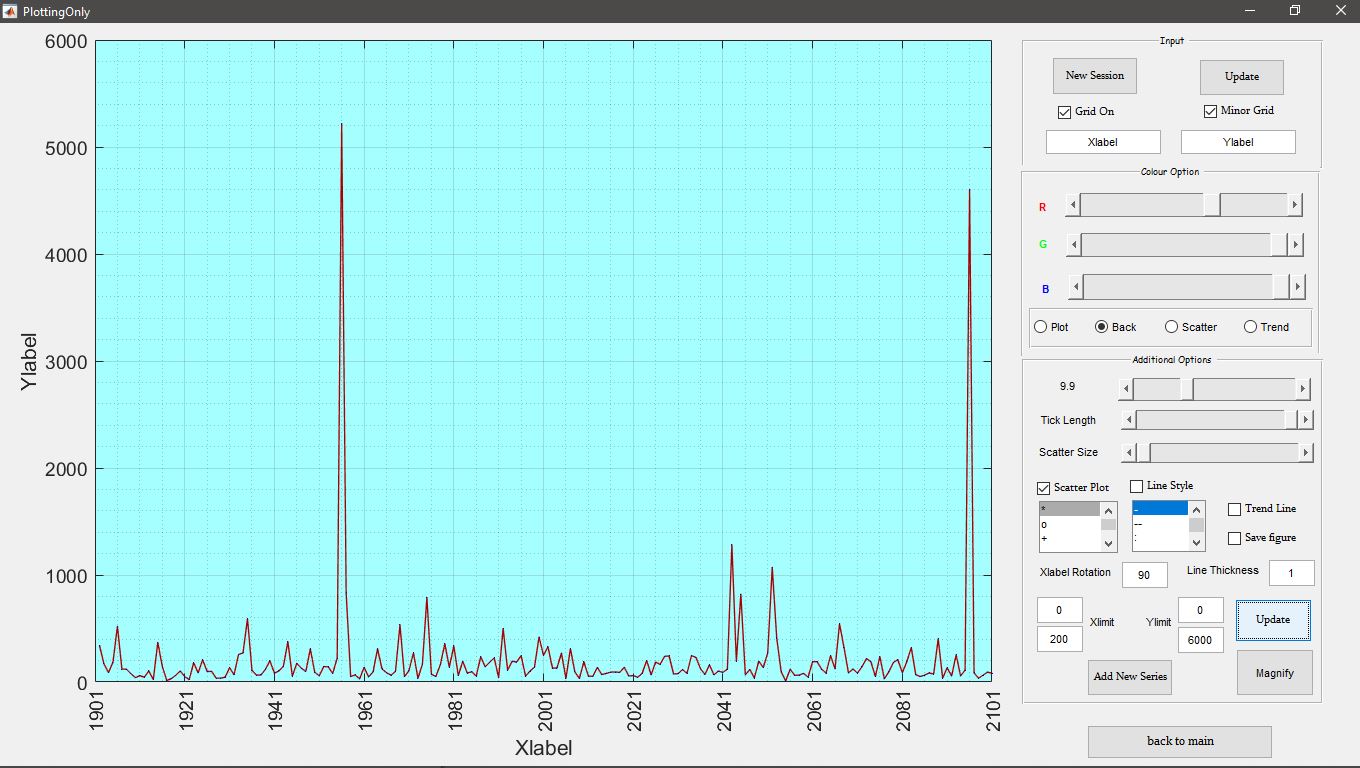 PlottingOnly
6000
5000
4000
3000
2000
1000
0
Ylabel
1901
1921
1941
1961
1981
2001
2021
2041
2061
2081
2101
Xlabel
Input
New Session
Update
Grid On
Minor Grid
Xlabel
Ylabel
Colour Option
R
G
B
Plot
Back
Scatter
Trend
Additional Options
9.9
Tick Length
Scatter Size
Scatter Plot
Line Style
*
o
+
-
--
:
Trend Line
Save figure
Xlabel Rotation
90
Line Thickness
1
0
200
Xlimit
Ylimit
0
6000
Update
Add New Series
Magnify
back to main